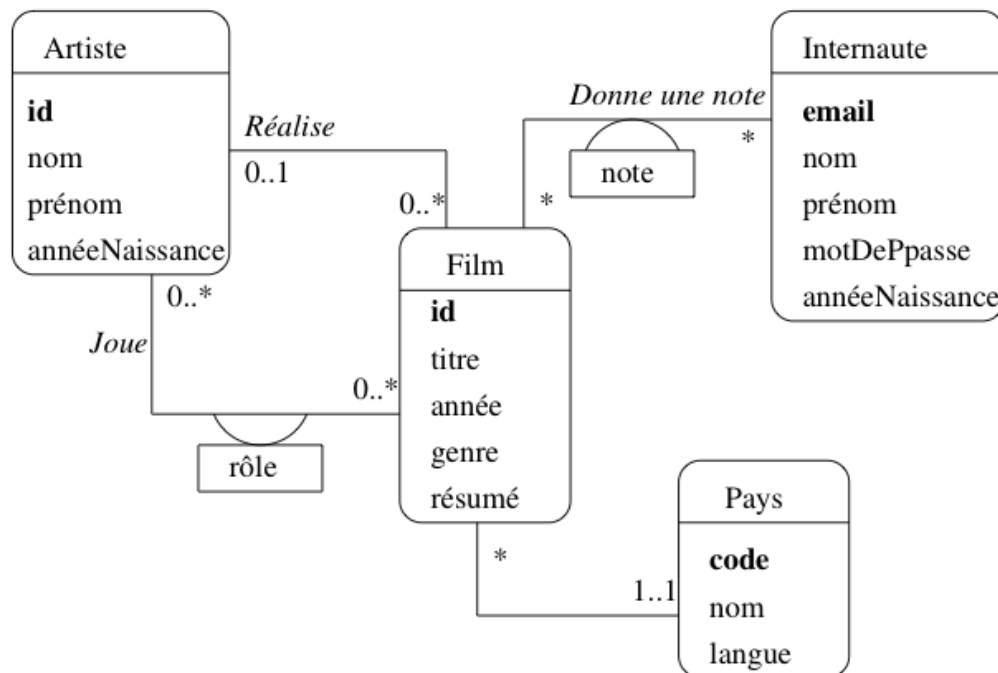 Artiste
id
nom
prénom
annéeNaissance
Réalise
0..1
0..*
Donne une note
*
*
note
Internaute
email
nom
prénom
motDePpasse
annéeNaissance
0..*
Joue
0..*
rôle
Film
id
titre
année
genre
résumé
*
1..1
Pays
code
nom
langue